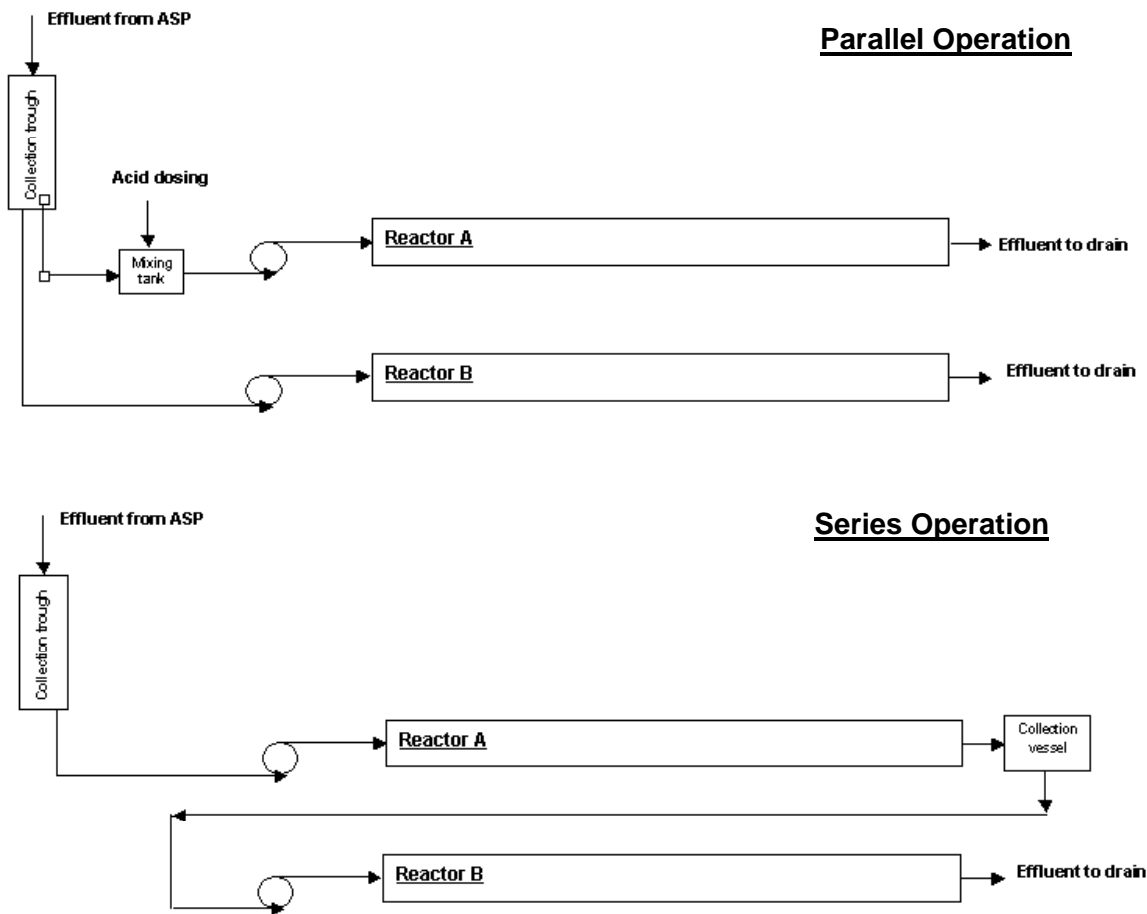 Effluent from ASP
Parallel Operation
Collection trough
Acid dosing
Mixing
tank
Reactor A
Effluent to drain
Reactor B
Effluent to drain
Effluent from ASP
Series Operation
Collection trough
Reactor A
Collection
vessel
Reactor B
Effluent to drain